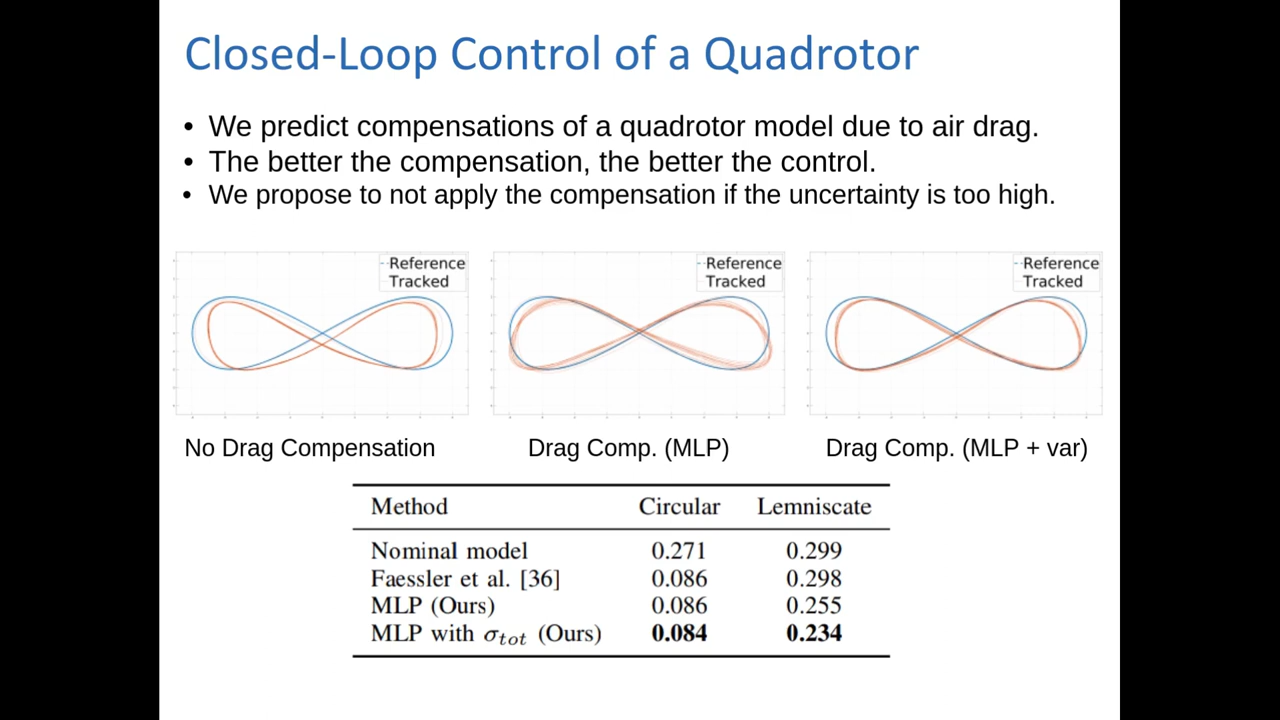 Closed-Loop Control of a Quadrotor
• We predict compensations of a quadrotor model due to air drag.
• The better the compensation, the better the control.
• We propose to not apply the compensation if the uncertainty is too high.
Reference
Tracked
Reference
Tracked
Reference
Tracked
No Drag Compensation
Drag Comp. (MLP)
Drag Comp. (MLP + var)
Method Circular Lemniscate
Nominal model 0.271 0.299
Faessler et al. [36] 0.086 0.298
MLP (Ours) 0.086 0.255
MLP with σ_tot (Ours) 0.084 0.234